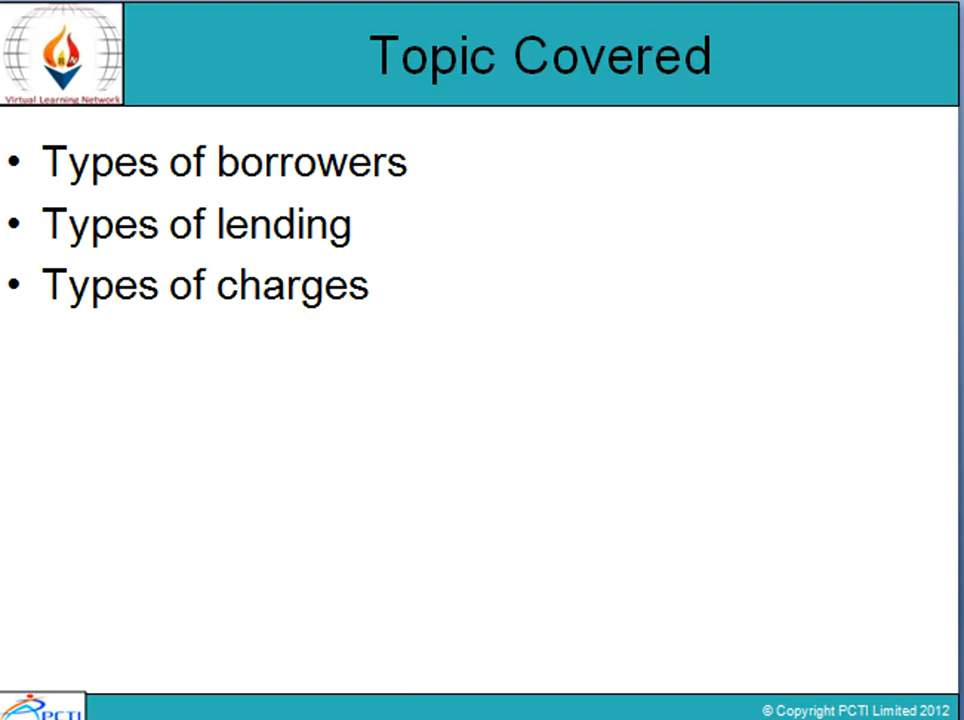 Topic Covered
Virtual Learning Network
• Types of borrowers
• Types of lending
• Types of charges
PCTI
© Copyright PCTI Limited 2012